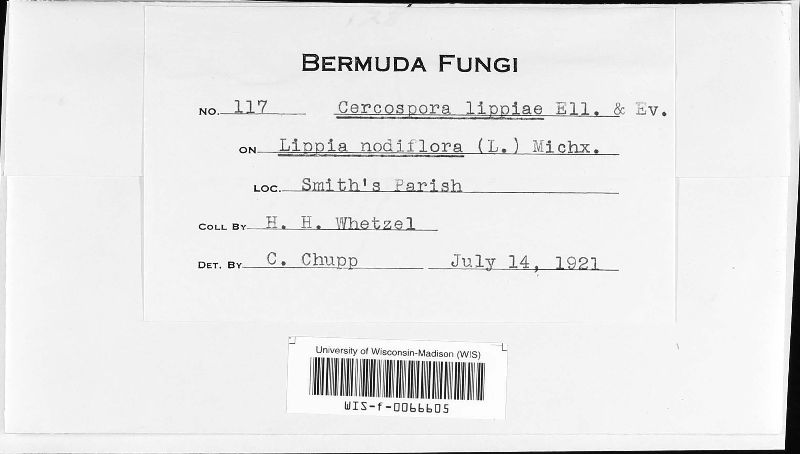 BERMUDA FUNGI
NO. 117 Cercospora lippiae Ell. & Ev.
ON Lippia nodiflora (L.) Michx.
LOC. Smith's Parish
COLL BY H. H. Whetzel
DET. BY C. Chupp July 14, 1921
University of Wisconsin-Madison (WIS)
WIS-f-0066605